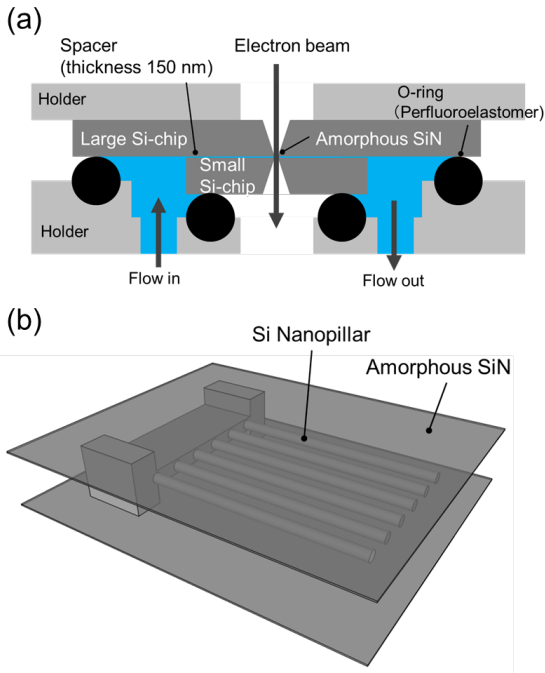 (a)
Spacer
(thickness 150 nm)
Electron beam
O-ring
(Perfluoroelastomer)
Holder
Large Si-chip
Amorphous SiN
Small
Si-chip
Holder
Flow in
Flow out
(b)
Si Nanopillar
Amorphous SiN